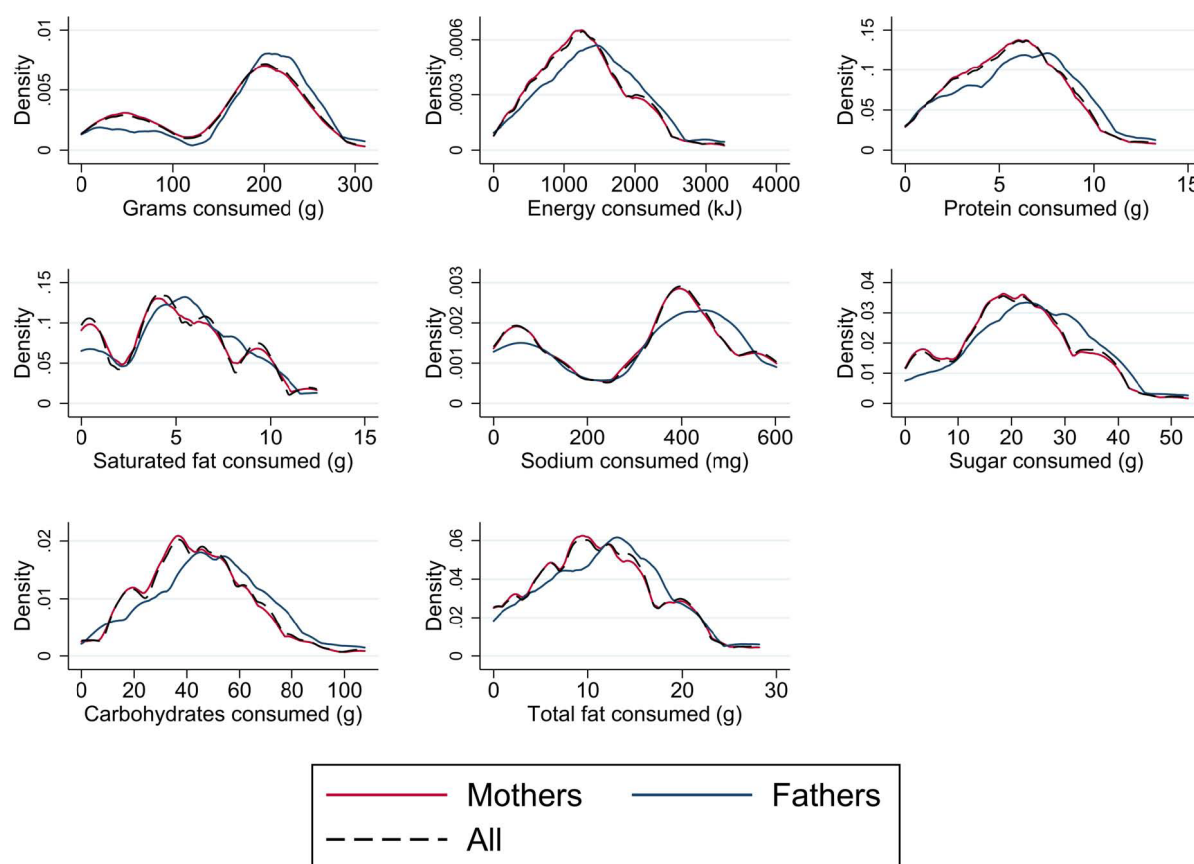 Density
0 .005 .01
0 100 200 300
Grams consumed (g)
Density
0 .0003 .0006
0 1000 2000 3000 4000
Energy consumed (kJ)
Density
0 .05 .1 .15
0 5 10 15
Protein consumed (g)
Density
0 .05 .1 .15
0 5 10 15
Saturated fat consumed (g)
Density
0 .001 .002 .003
0 200 400 600
Sodium consumed (mg)
Density
0 .01 .02 .03 .04
0 10 20 30 40 50
Sugar consumed (g)
Density
0 .01 .02
0 20 40 60 80 100
Carbohydrates consumed (g)
Density
0 .02 .04 .06
0 10 20 30
Total fat consumed (g)
Mothers Fathers
All